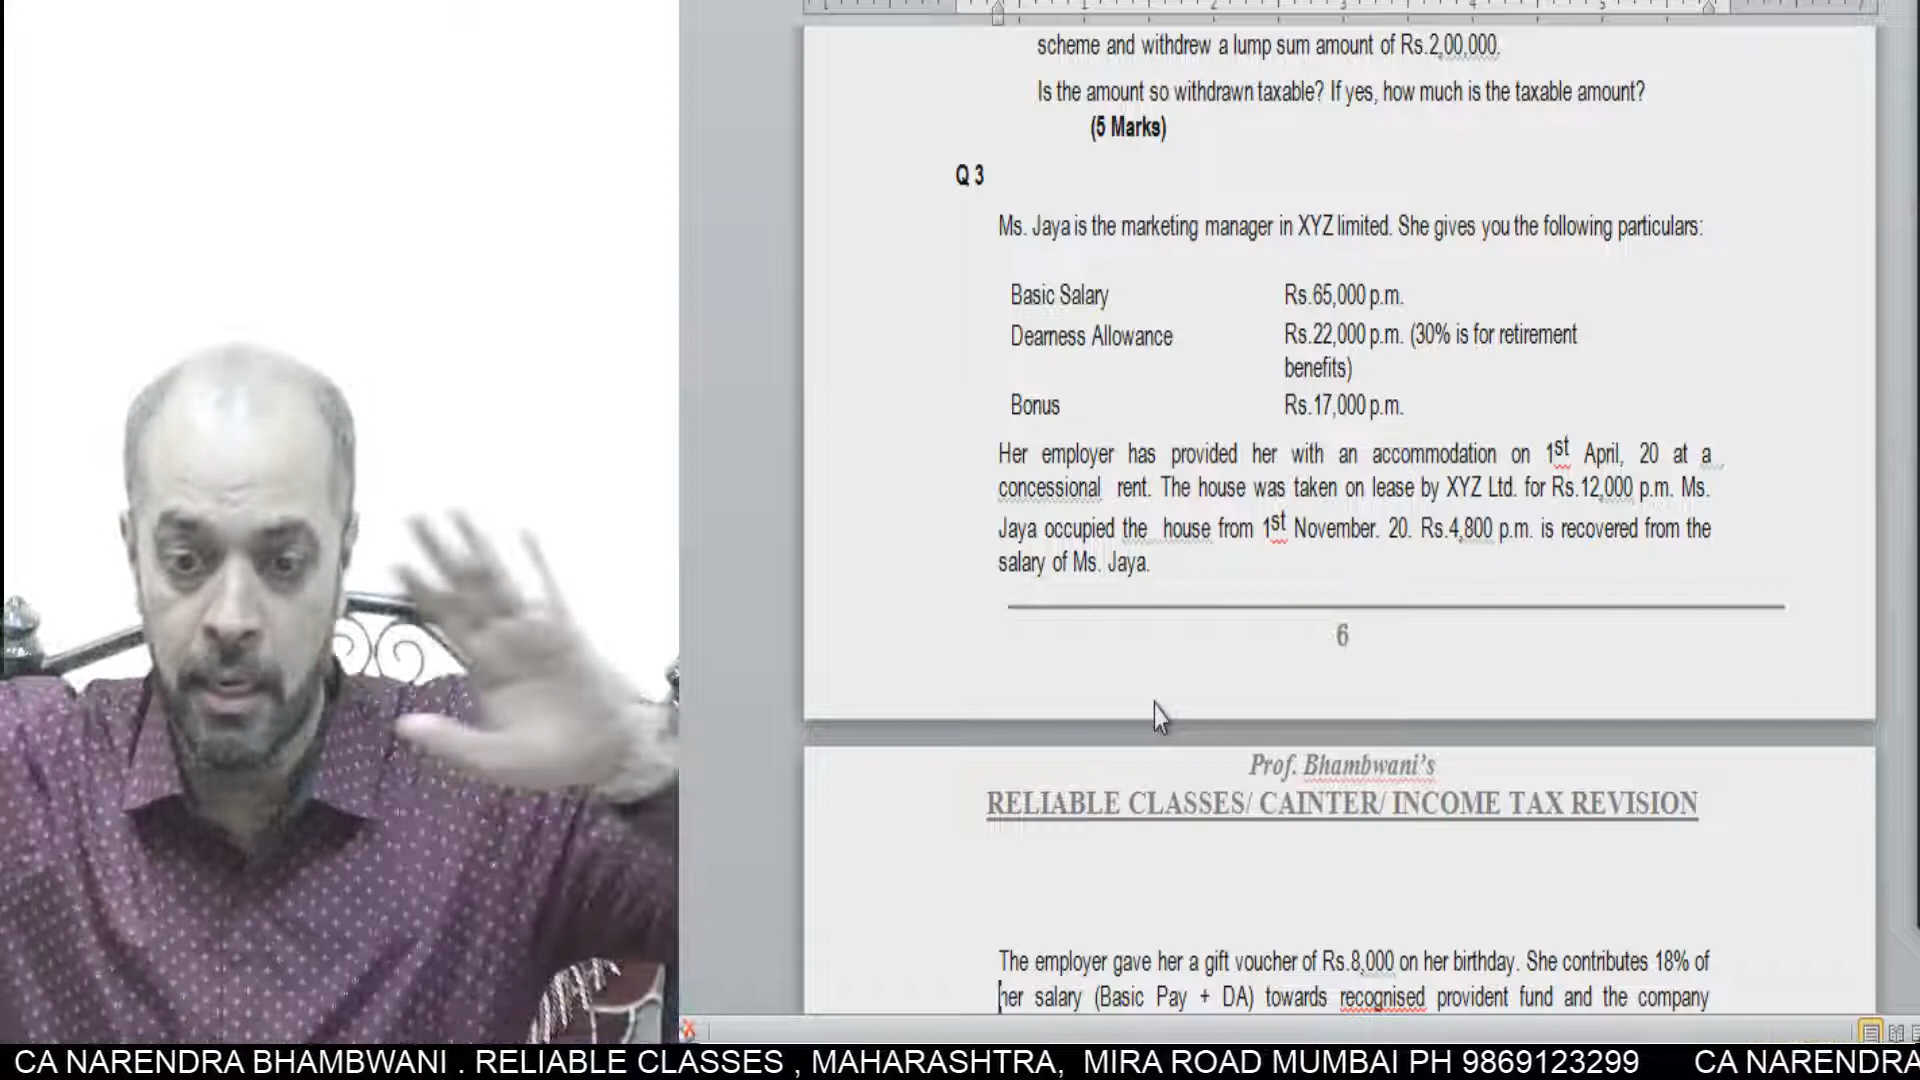 scheme and withdrew a lump sum amount of Rs.2,00,000.
Is the amount so withdrawn taxable? If yes, how much is the taxable amount?
(5 Marks)
Q 3
Ms. Jaya is the marketing manager in XYZ limited. She gives you the following particulars:
Basic Salary Rs.65,000 p.m.
Dearness Allowance Rs.22,000 p.m. (30% is for retirement
benefits)
Bonus Rs.17,000 p.m.
Her employer has provided her with an accommodation on 1st April, 20 at a
concessional rent. The house was taken on lease by XYZ Ltd. for Rs.12,000 p.m. Ms.
Jaya occupied the house from 1st November. 20. Rs.4,800 p.m. is recovered from the
salary of Ms. Jaya.
6
Prof. Bhambwani's
RELIABLE CLASSES/ CAINTER/ INCOME TAX REVISION
The employer gave her a gift voucher of Rs.8,000 on her birthday. She contributes 18% of
her salary (Basic Pay + DA) towards recognised provident fund and the company
CA NARENDRA BHAMBWANI . RELIABLE CLASSES , MAHARASHTRA, MIRA ROAD MUMBAI PH 9869123299 CA NARENDRA